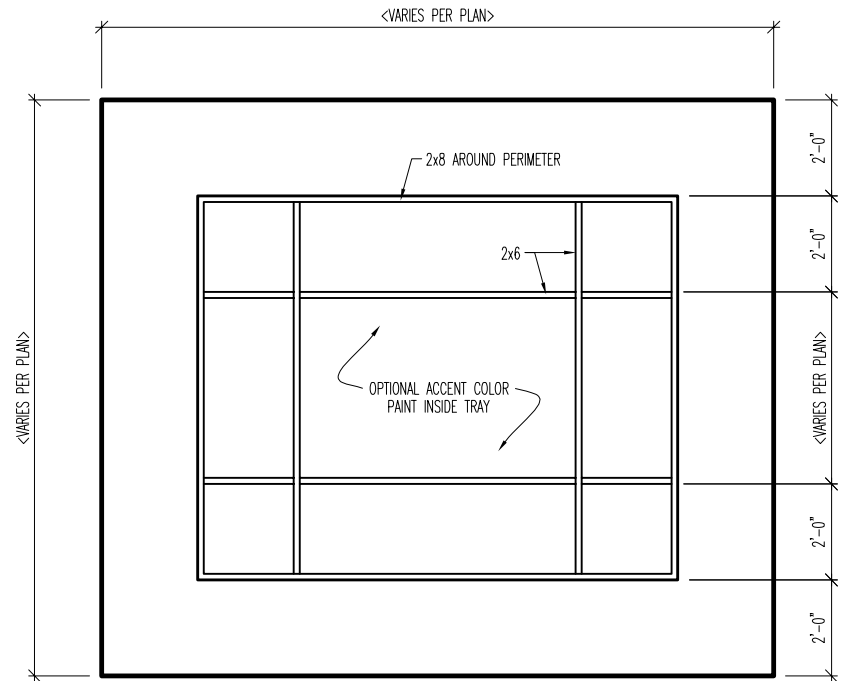 <VARIES PER PLAN>
2x8 AROUND PERIMETER
2'-0"
2'-0"
2x6
<VARIES PER PLAN>
<VARIES PER PLAN>
OPTIONAL ACCENT COLOR
PAINT INSIDE TRAY
2'-0"
2'-0"